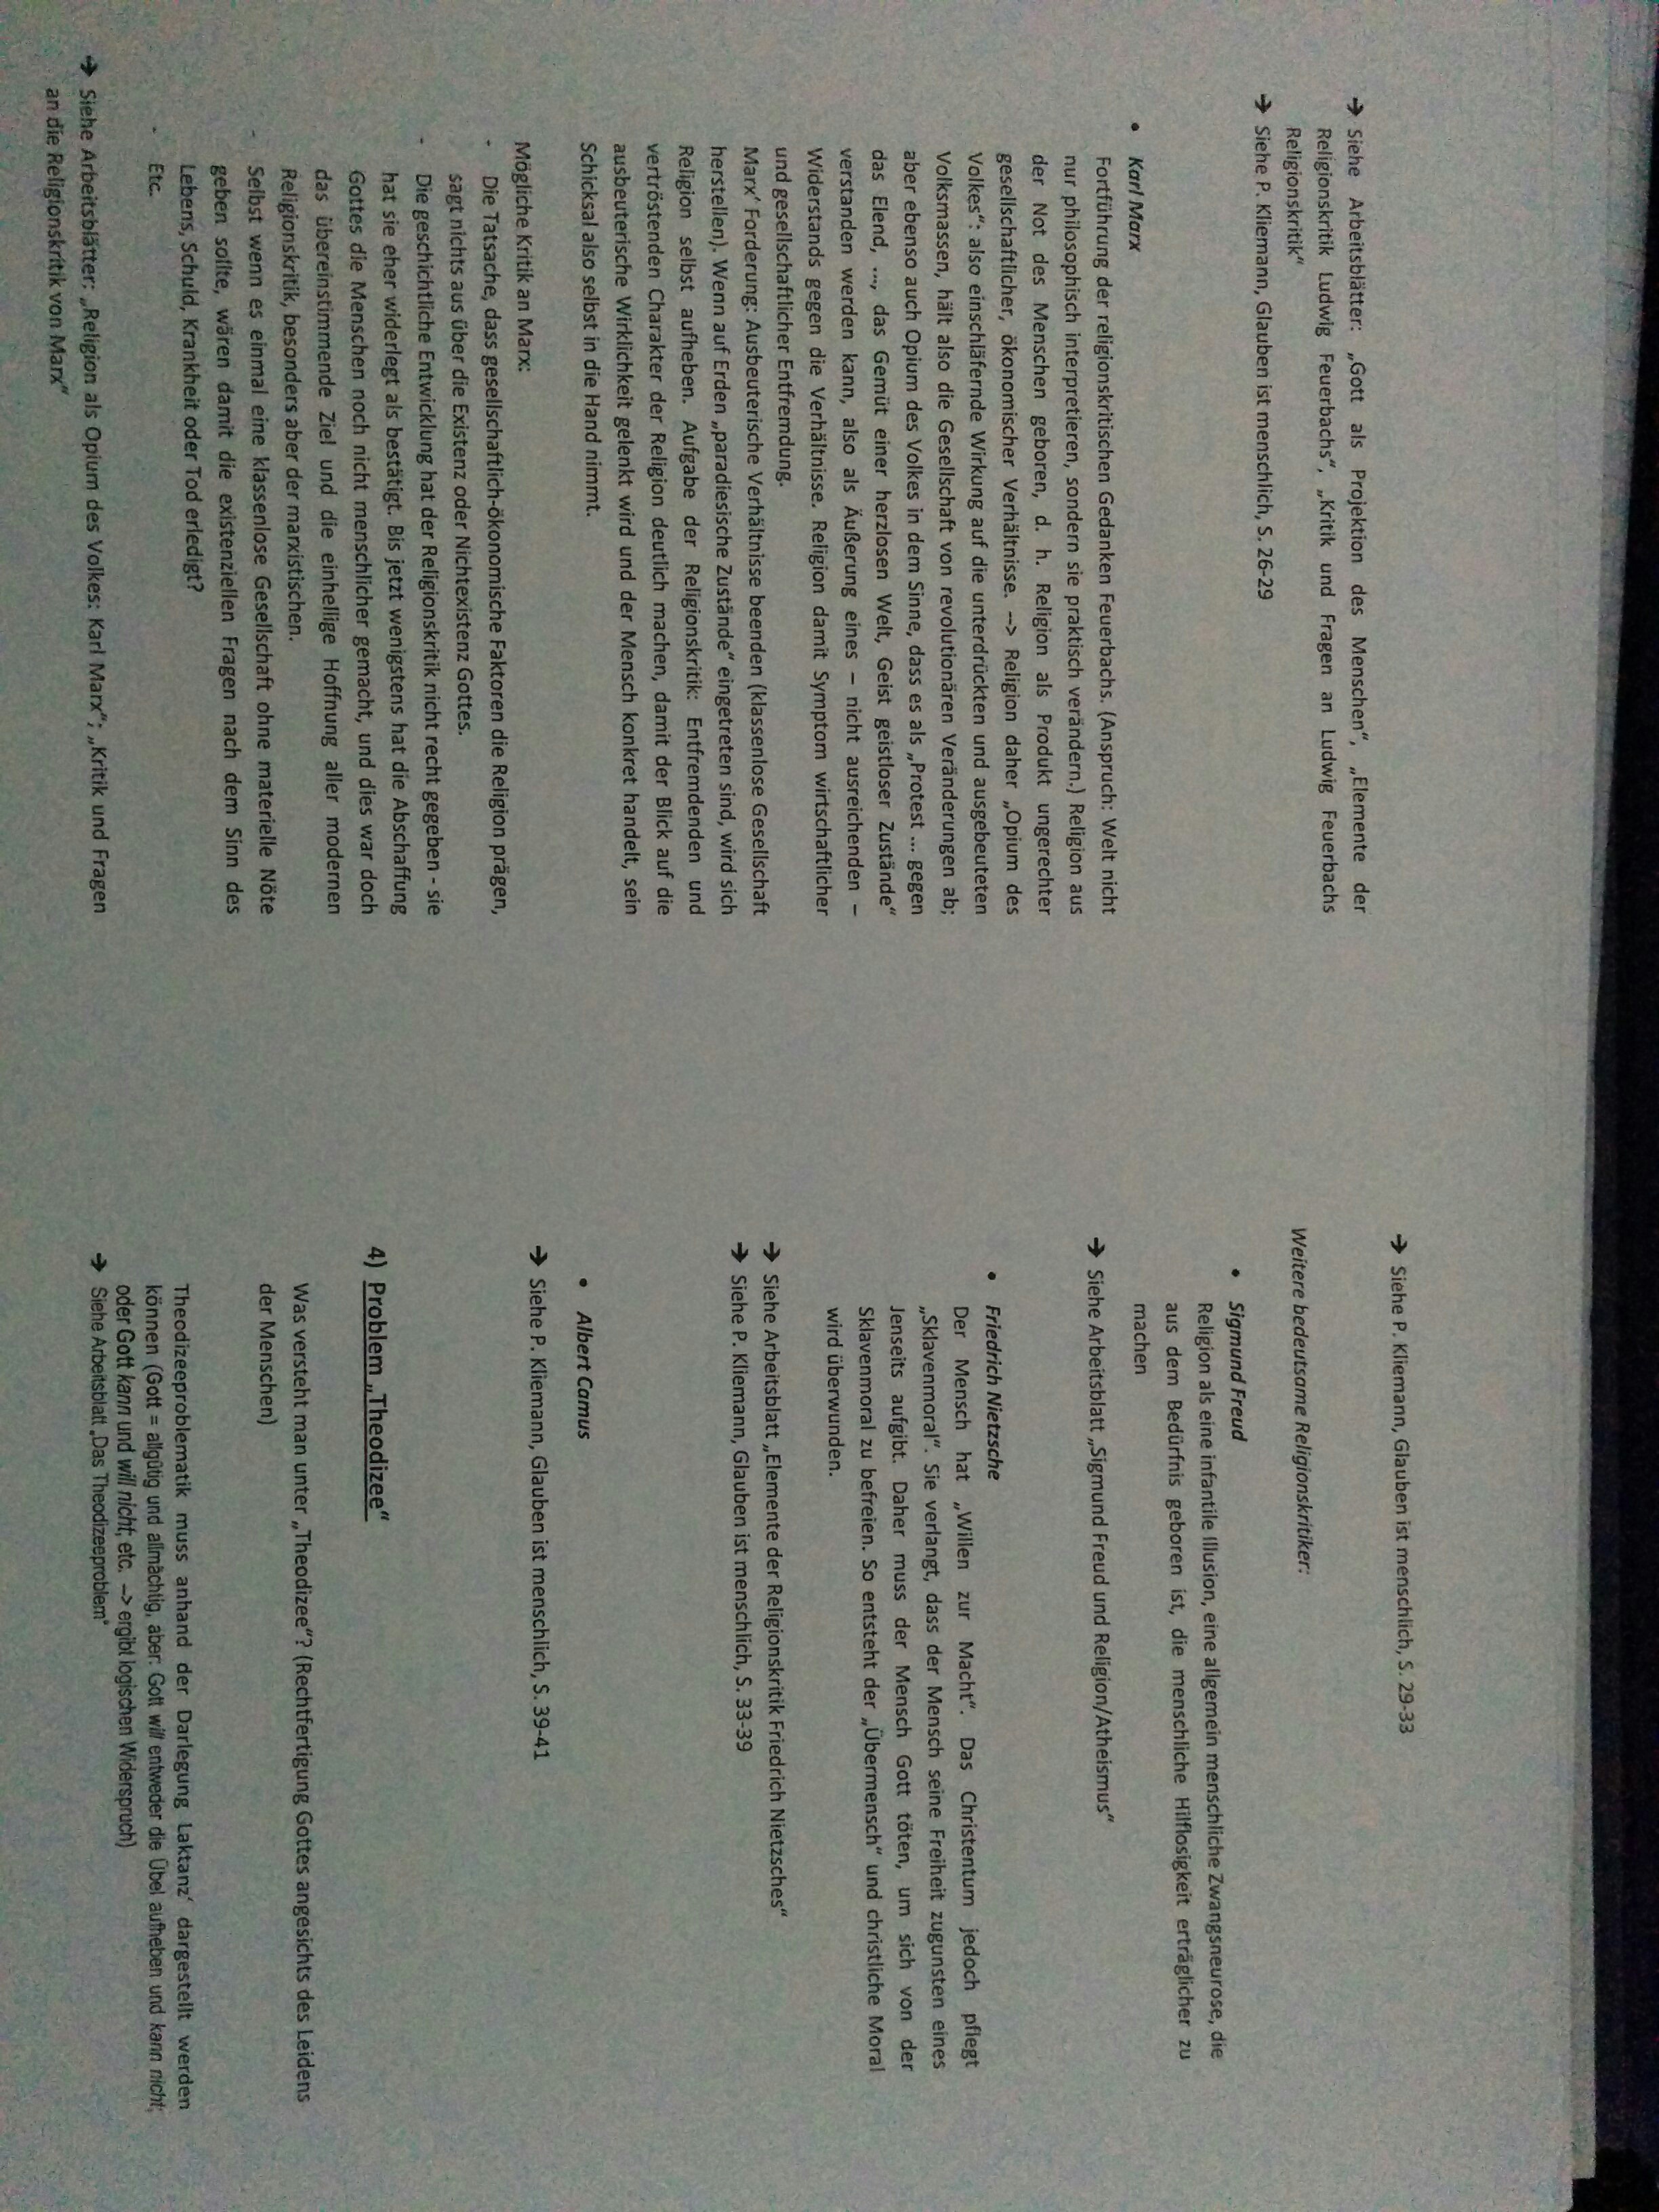 ➔ Siehe Arbeitsblätter: „Gott als Projektion des Menschen“, „Elemente der
Religionskritik Ludwig Feuerbachs“, „Kritik und Fragen an Ludwig Feuerbachs
Religionskritik“
➔ Siehe P. Kliemann, Glauben ist menschlich, S. 26-29
• Karl Marx
Fortführung der religionskritischen Gedanken Feuerbachs. (Anspruch: Welt nicht
nur philosophisch interpretieren, sondern sie praktisch verändern.) Religion aus
der Not des Menschen geboren, d. h. Religion als Produkt ungerechter
gesellschaftlicher, ökonomischer Verhältnisse. --> Religion daher „Opium des
Volkes“: also einschläfernde Wirkung auf die unterdrückten und ausgebeuteten
Volksmassen, hält also die Gesellschaft von revolutionären Veränderungen ab;
aber ebenso auch Opium des Volkes in dem Sinne, dass es als „Protest ... gegen
das Elend, ..., das Gemüt einer herzlosen Welt, Geist geistloser Zustände“
verstanden werden kann, also als Äußerung eines – nicht ausreichenden –
Widerstands gegen die Verhältnisse. Religion damit Symptom wirtschaftlicher
und gesellschaftlicher Entfremdung.
Marx‘ Forderung: Ausbeuterische Verhältnisse beenden (klassenlose Gesellschaft
herstellen). Wenn auf Erden „paradiesische Zustände“ eingetreten sind, wird sich
Religion selbst aufheben. Aufgabe der Religionskritik: Entfremdenden und
vertröstenden Charakter der Religion deutlich machen, damit der Blick auf die
ausbeuterische Wirklichkeit gelenkt wird und der Mensch konkret handelt, sein
Schicksal also selbst in die Hand nimmt.
Mögliche Kritik an Marx:
- Die Tatsache, dass gesellschaftlich-ökonomische Faktoren die Religion prägen,
sagt nichts aus über die Existenz oder Nichtexistenz Gottes.
- Die geschichtliche Entwicklung hat der Religionskritik nicht recht gegeben - sie
hat sie eher widerlegt als bestätigt. Bis jetzt wenigstens hat die Abschaffung
Gottes die Menschen noch nicht menschlicher gemacht, und dies war doch
das übereinstimmende Ziel und die einhellige Hoffnung aller modernen
Religionskritik, besonders aber der marxistischen.
- Selbst wenn es einmal eine klassenlose Gesellschaft ohne materielle Nöte
geben sollte, wären damit die existenziellen Fragen nach dem Sinn des
Lebens, Schuld, Krankheit oder Tod erledigt?
- Etc.
➔ Siehe Arbeitsblätter: „Religion als Opium des Volkes: Karl Marx“; „Kritik und Fragen
an die Religionskritik von Marx“
➔ Siehe P. Kliemann, Glauben ist menschlich, S. 29-33
Weitere bedeutsame Religionskritiker:
• Sigmund Freud
Religion als eine infantile Illusion, eine allgemein menschliche Zwangsneurose, die
aus dem Bedürfnis geboren ist, die menschliche Hilflosigkeit erträglicher zu
machen
➔ Siehe Arbeitsblatt „Sigmund Freud und Religion/Atheismus“
• Friedrich Nietzsche
Der Mensch hat „Willen zur Macht“. Das Christentum jedoch pflegt
„Sklavenmoral“. Sie verlangt, dass der Mensch seine Freiheit zugunsten eines
Jenseits aufgibt. Daher muss der Mensch Gott töten, um sich von der
Sklavenmoral zu befreien. So entsteht der „Übermensch“ und christliche Moral
wird überwunden.
➔ Siehe Arbeitsblatt „Elemente der Religionskritik Friedrich Nietzsches“
➔ Siehe P. Kliemann, Glauben ist menschlich, S. 33-39
• Albert Camus
➔ Siehe P. Kliemann, Glauben ist menschlich, S. 39-41
4) Problem „Theodizee“
Was versteht man unter „Theodizee“? (Rechtfertigung Gottes angesichts des Leidens
der Menschen)
Theodizeeproblematik muss anhand der Darlegung Laktanz‘ dargestellt werden
können (Gott = allgütig und allmächtig, aber: Gott will entweder die Übel aufheben und kann nicht;
oder Gott kann und will nicht; etc. --> ergibt logischen Widerspruch)
➔ Siehe Arbeitsblatt „Das Theodizeeproblem“